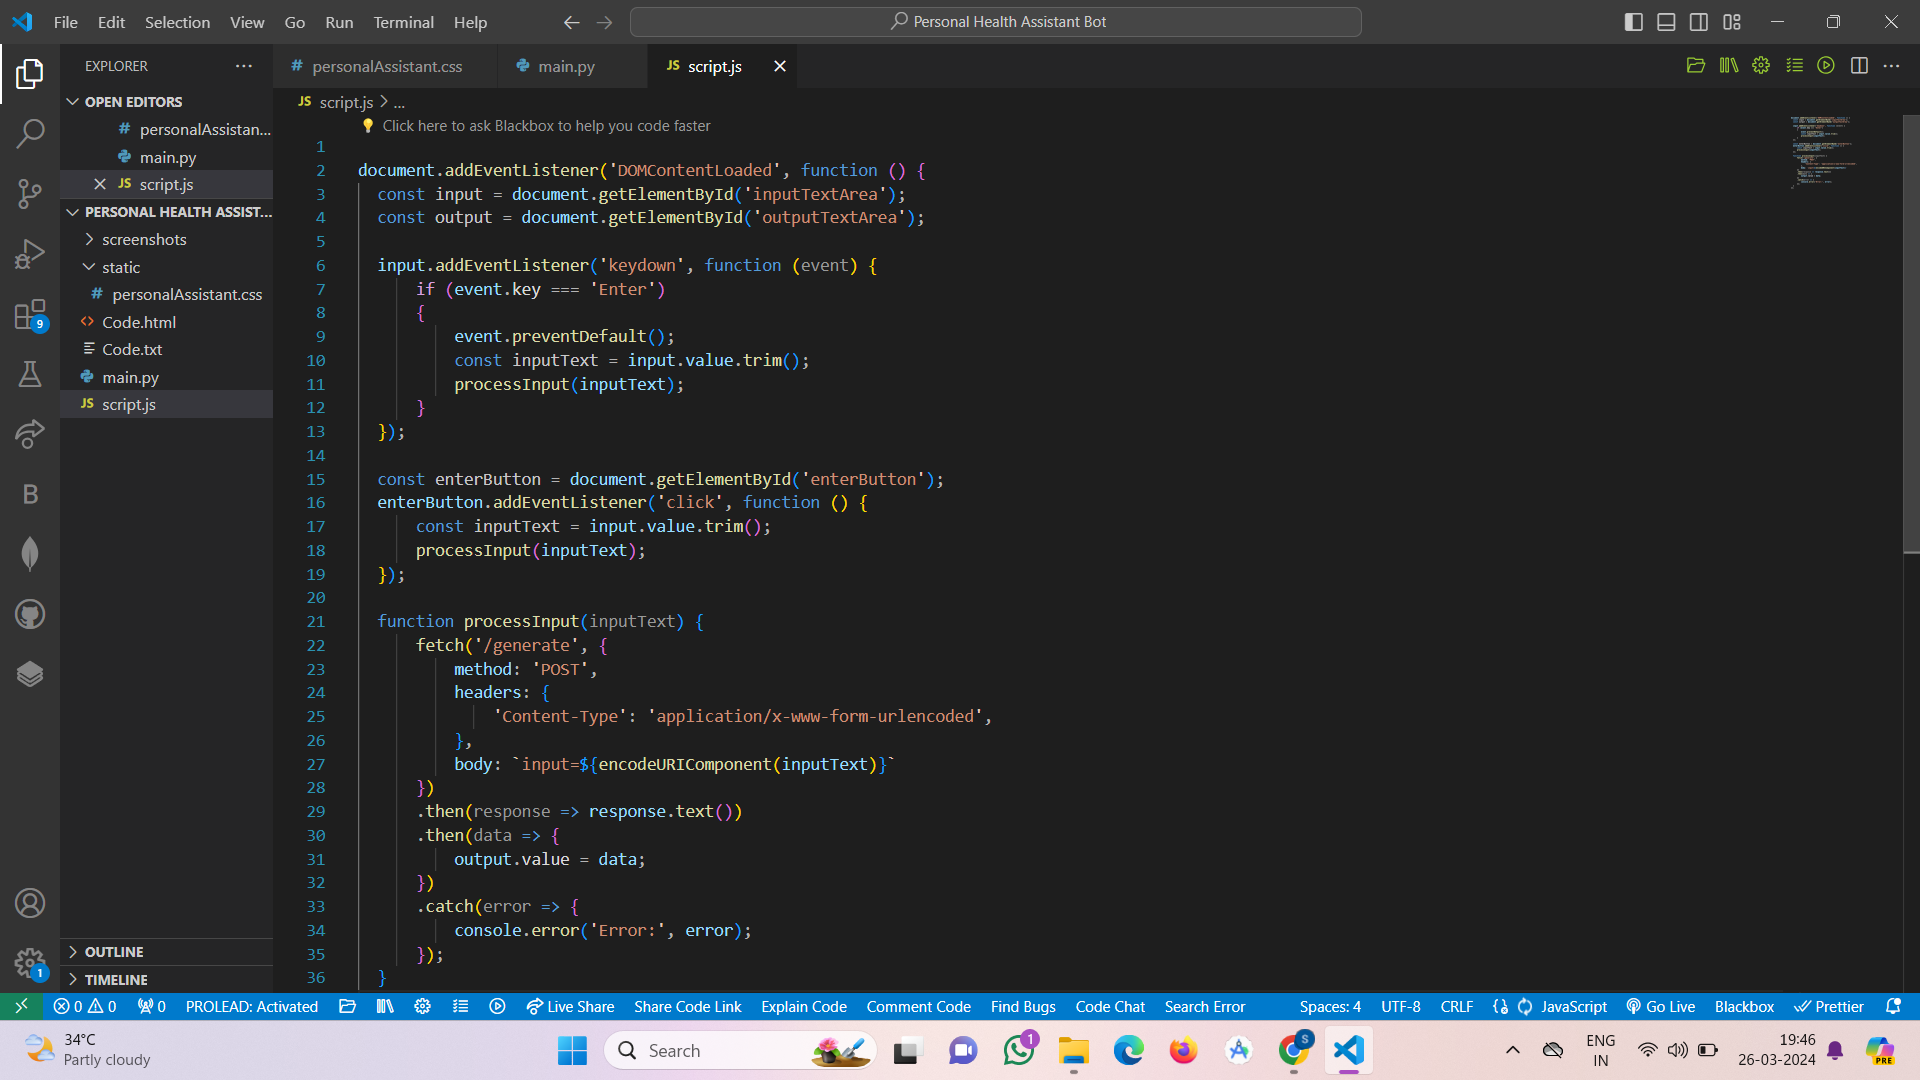 File Edit Selection View Go Run Terminal Help
Personal Health Assistant Bot
EXPLORER
OPEN EDITORS
# personalAssistan...
main.py
JS script.js
PERSONAL HEALTH ASSIST...
screenshots
static
# personalAssistant.css
Code.html
Code.txt
main.py
JS script.js
OUTLINE
TIMELINE
9
B
1
# personalAssistant.css
main.py
JS script.js
JS script.js > ...
Click here to ask Blackbox to help you code faster
1
2 document.addEventListener('DOMContentLoaded', function () {
3 const input = document.getElementById('inputTextArea');
4 const output = document.getElementById('outputTextArea');
5
6 input.addEventListener('keydown', function (event) {
7 if (event.key === 'Enter')
8 {
9 event.preventDefault();
10 const inputText = input.value.trim();
11 processInput(inputText);
12 }
13 });
14
15 const enterButton = document.getElementById('enterButton');
16 enterButton.addEventListener('click', function () {
17 const inputText = input.value.trim();
18 processInput(inputText);
19 });
20
21 function processInput(inputText) {
22 fetch('/generate', {
23 method: 'POST',
24 headers: {
25 'Content-Type': 'application/x-www-form-urlencoded',
26 },
27 body: `input=${encodeURIComponent(inputText)}`
28 })
29 .then(response => response.text())
30 .then(data => {
31 output.value = data;
32 })
33 .catch(error => {
34 console.error('Error:', error);
35 });
36 }
0 0 0 PROLEAD: Activated Live Share Share Code Link Explain Code Comment Code Find Bugs Code Chat Search Error Spaces: 4 UTF-8 CRLF JavaScript Go Live Blackbox Prettier
34°C
Partly cloudy
Search
1
S
ENG
IN
19:46
26-03-2024
PRE